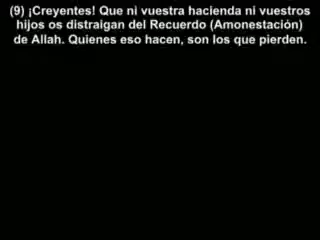 (9) ¡Creyentes! Que ni vuestra hacienda ni vuestros
hijos os distraigan del Recuerdo (Amonestación)
de Allah. Quienes eso hacen, son los que pierden.